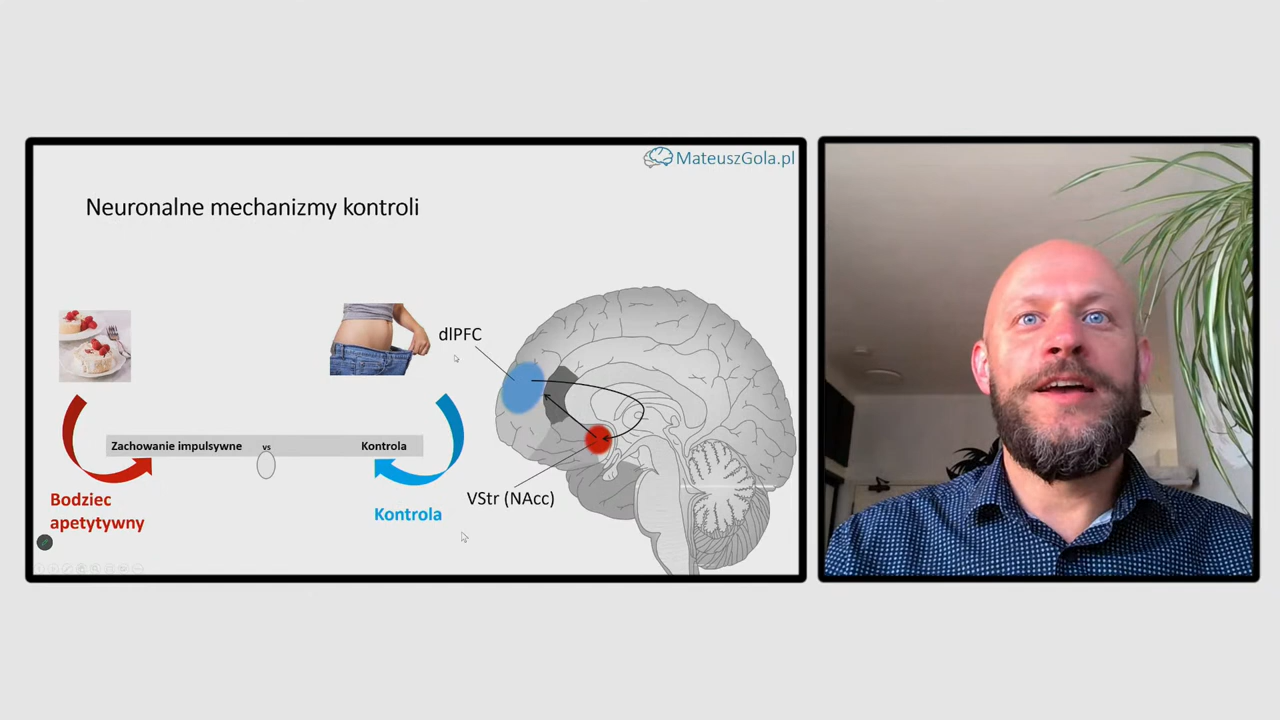 MateuszGola.pl
Neuronalne mechanizmy kontroli
dlPFC
Zachowanie impulsywne vs Kontrola
VStr (NAcc)
Bodziec
apetytywny
Kontrola